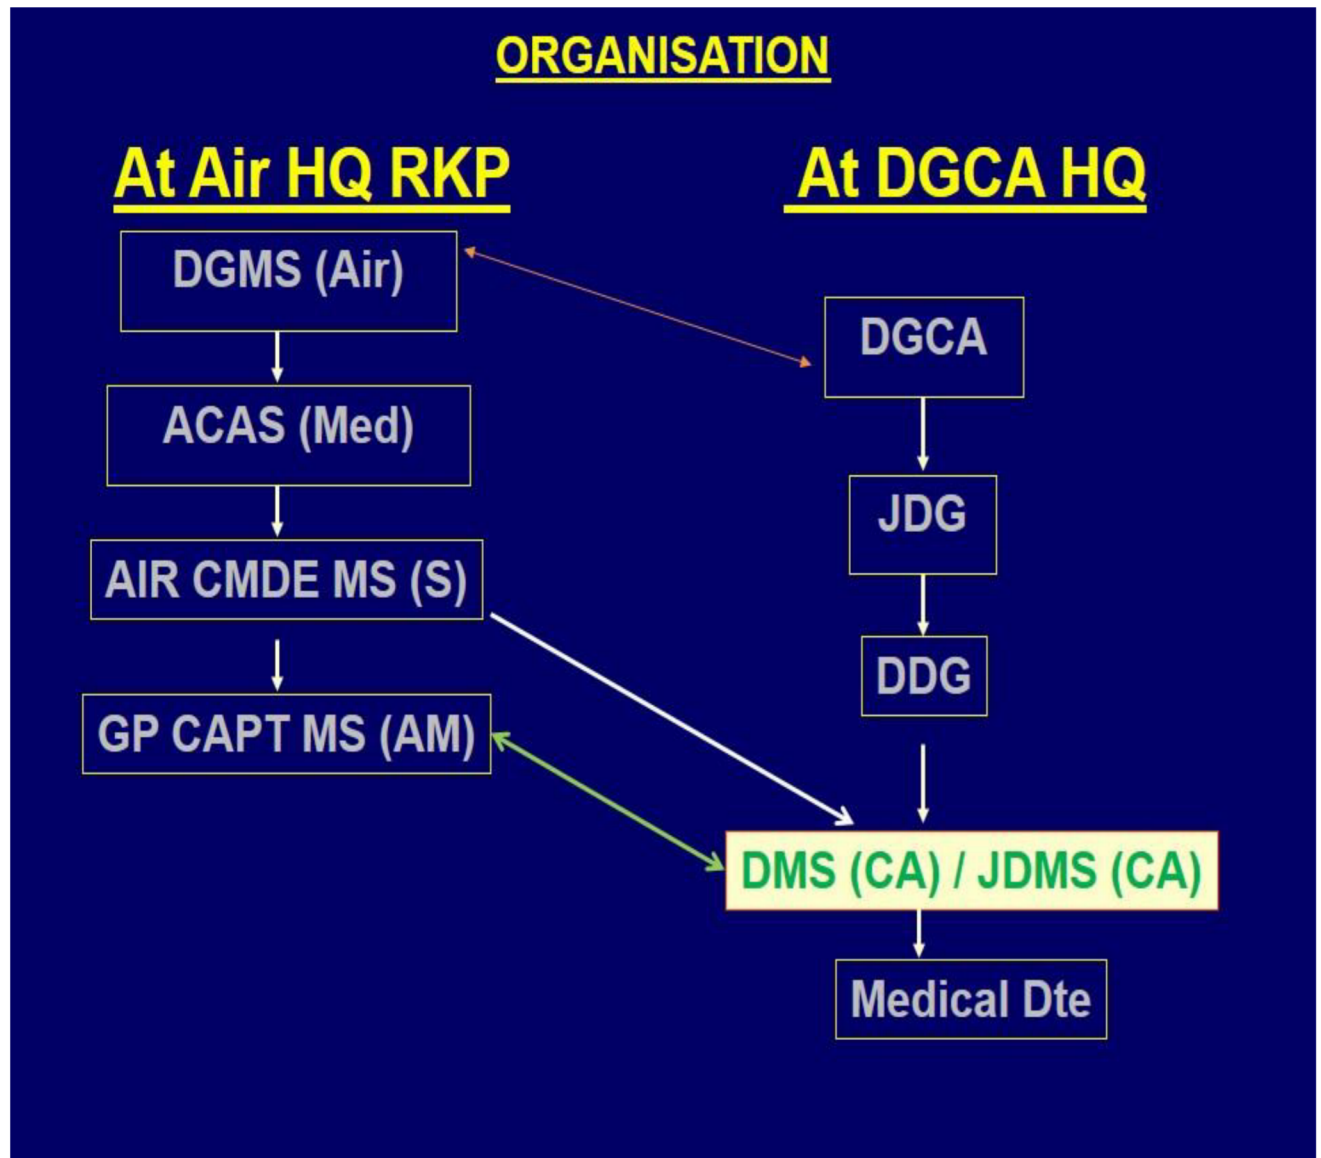 ORGANISATION
At Air HQ RKP
DGMS (Air)
ACAS (Med)
AIR CMDE MS (S)
GP CAPT MS (AM)
At DGCA HQ
DGCA
JDG
DDG
DMS (CA) / JDMS (CA)
Medical Dte